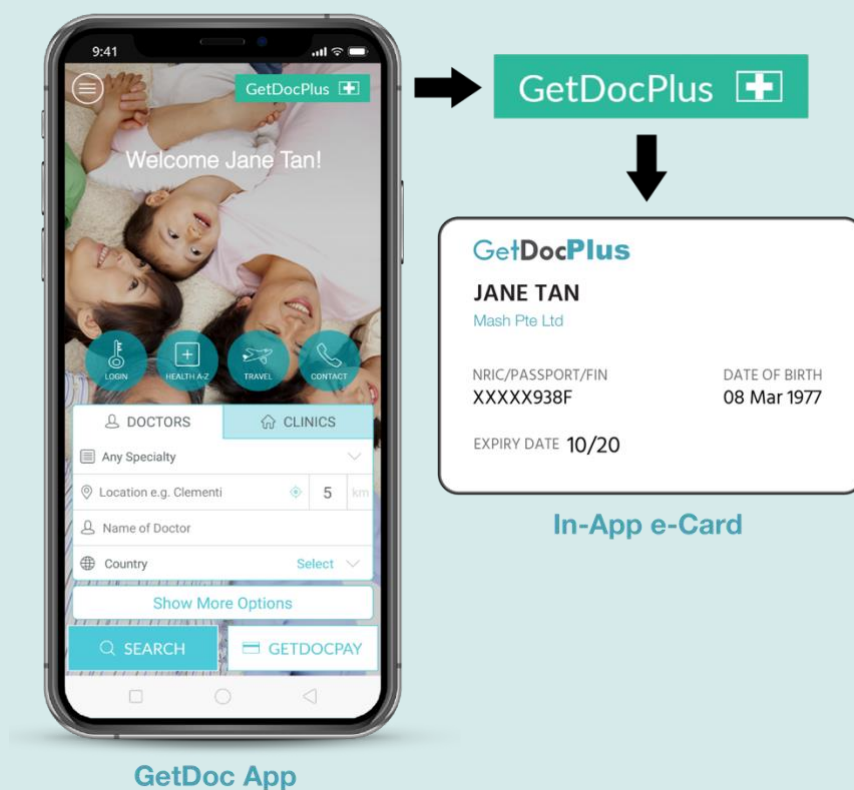 9:41
GetDocPlus
Welcome Jane Tan!
LOGIN
HEALTH A-Z
TRAVEL
CONTACT
DOCTORS
CLINICS
Any Specialty
Location e.g. Clementi
5
km
Name of Doctor
Country
Select
Show More Options
SEARCH
GETDOCPAY
GetDoc App
GetDocPlus
GetDocPlus
JANE TAN
Mash Pte Ltd
NRIC/PASSPORT/FIN
DATE OF BIRTH
XXXXX938F
08 Mar 1977
EXPIRY DATE 10/20
In-App e-Card